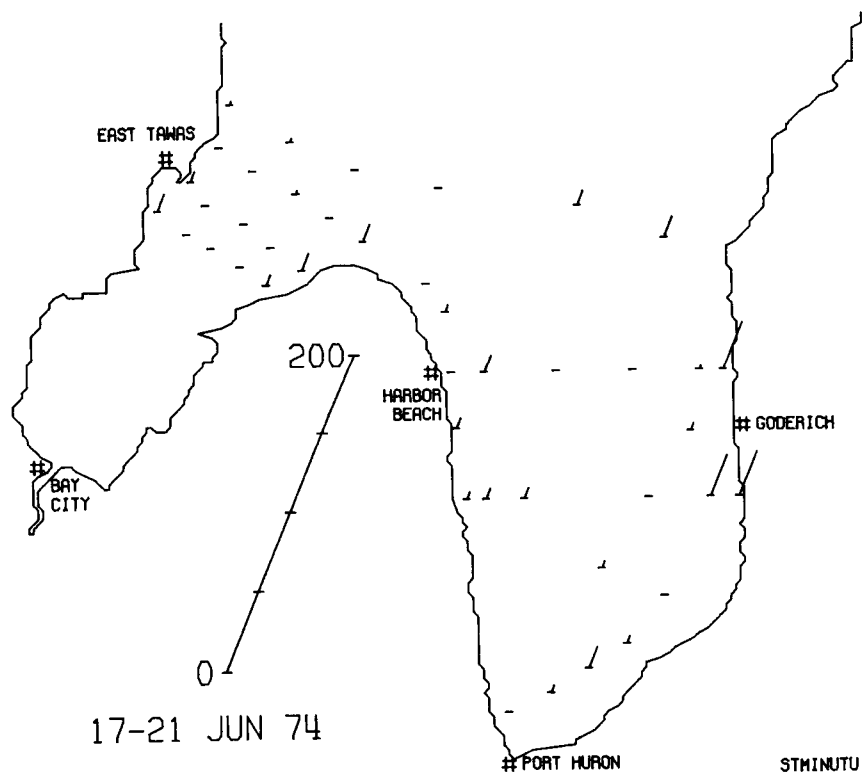 EAST TAWAS
200
HARBOR
BEACH
GODERICH
BAY
CITY
0
17-21 JUN 74
PORT HURON
STMINUTU